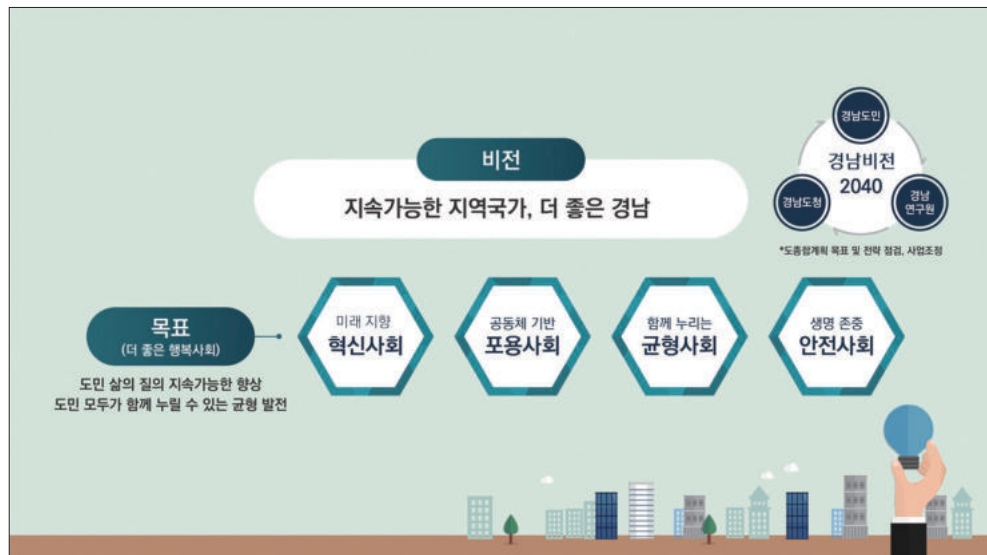 비전
지속가능한 지역국가, 더 좋은 경남
경남도민
경남비전
2040
경남도청
경남
연구원
*도종합계획 목표 및 전략 점검, 사업조정
목표
(더 좋은 행복사회)
도민 삶의 질의 지속가능한 향상
도민 모두가 함께 누릴 수 있는 균형 발전
미래 지향
혁신사회
공동체 기반
포용사회
함께 누리는
균형사회
생명 존중
안전사회